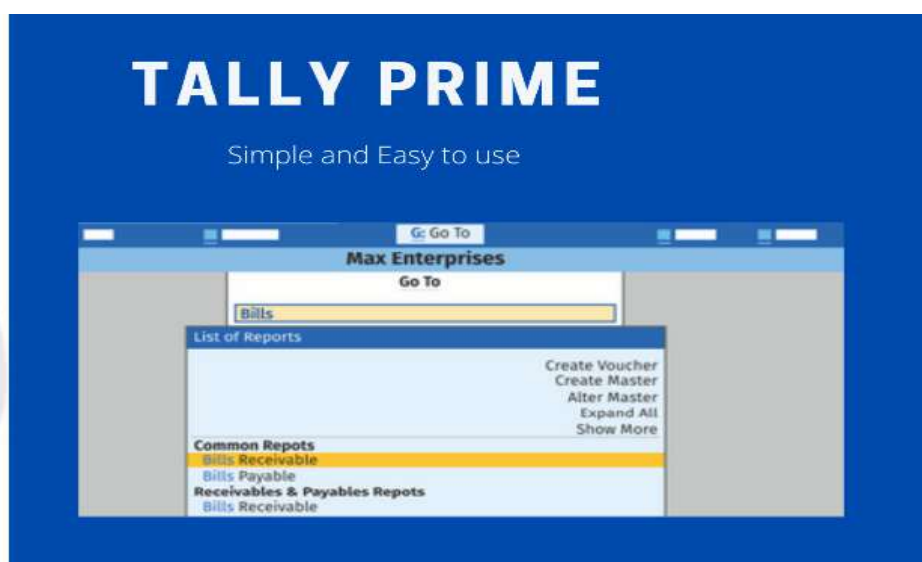 TALLY PRIME
Simple and Easy to use
G: Go To
Max Enterprises
Go To
Bills
List of Reports
Create Voucher
Create Master
Alter Master
Expand All
Show More
Common Repots
Bills Receivable
Bills Payable
Receivables & Payables Repots
Bills Receivable